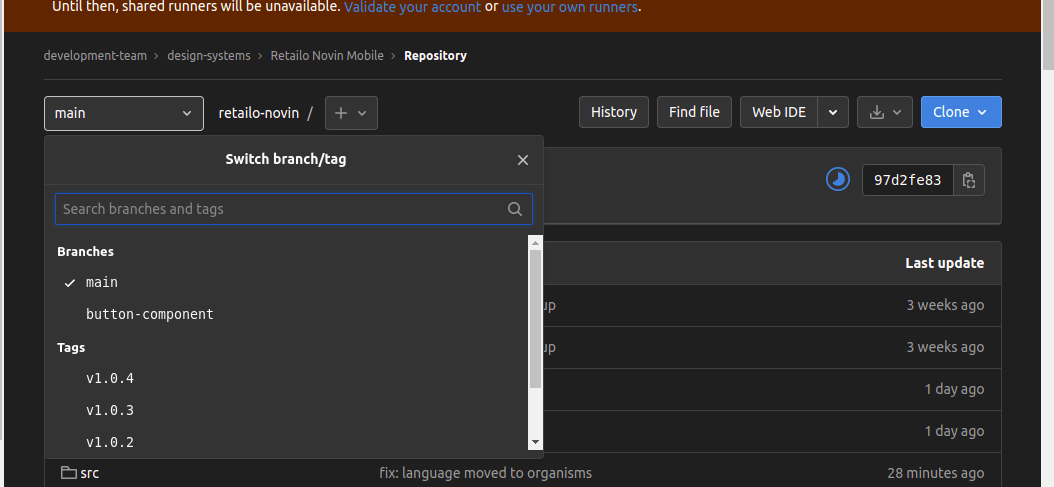 Until then, shared runners will be unavailable. Validate your account or use your own runners.
development-team › design-systems › Retailo Novin Mobile › Repository
main
retailo-novin /
History
Find file
Web IDE
Clone
Switch branch/tag
97d2fe83
Search branches and tags
Branches
Last update
main
up
3 weeks ago
button-component
Tags
up
3 weeks ago
v1.0.4
1 day ago
v1.0.3
1 day ago
v1.0.2
src
fix: language moved to organisms
28 minutes ago